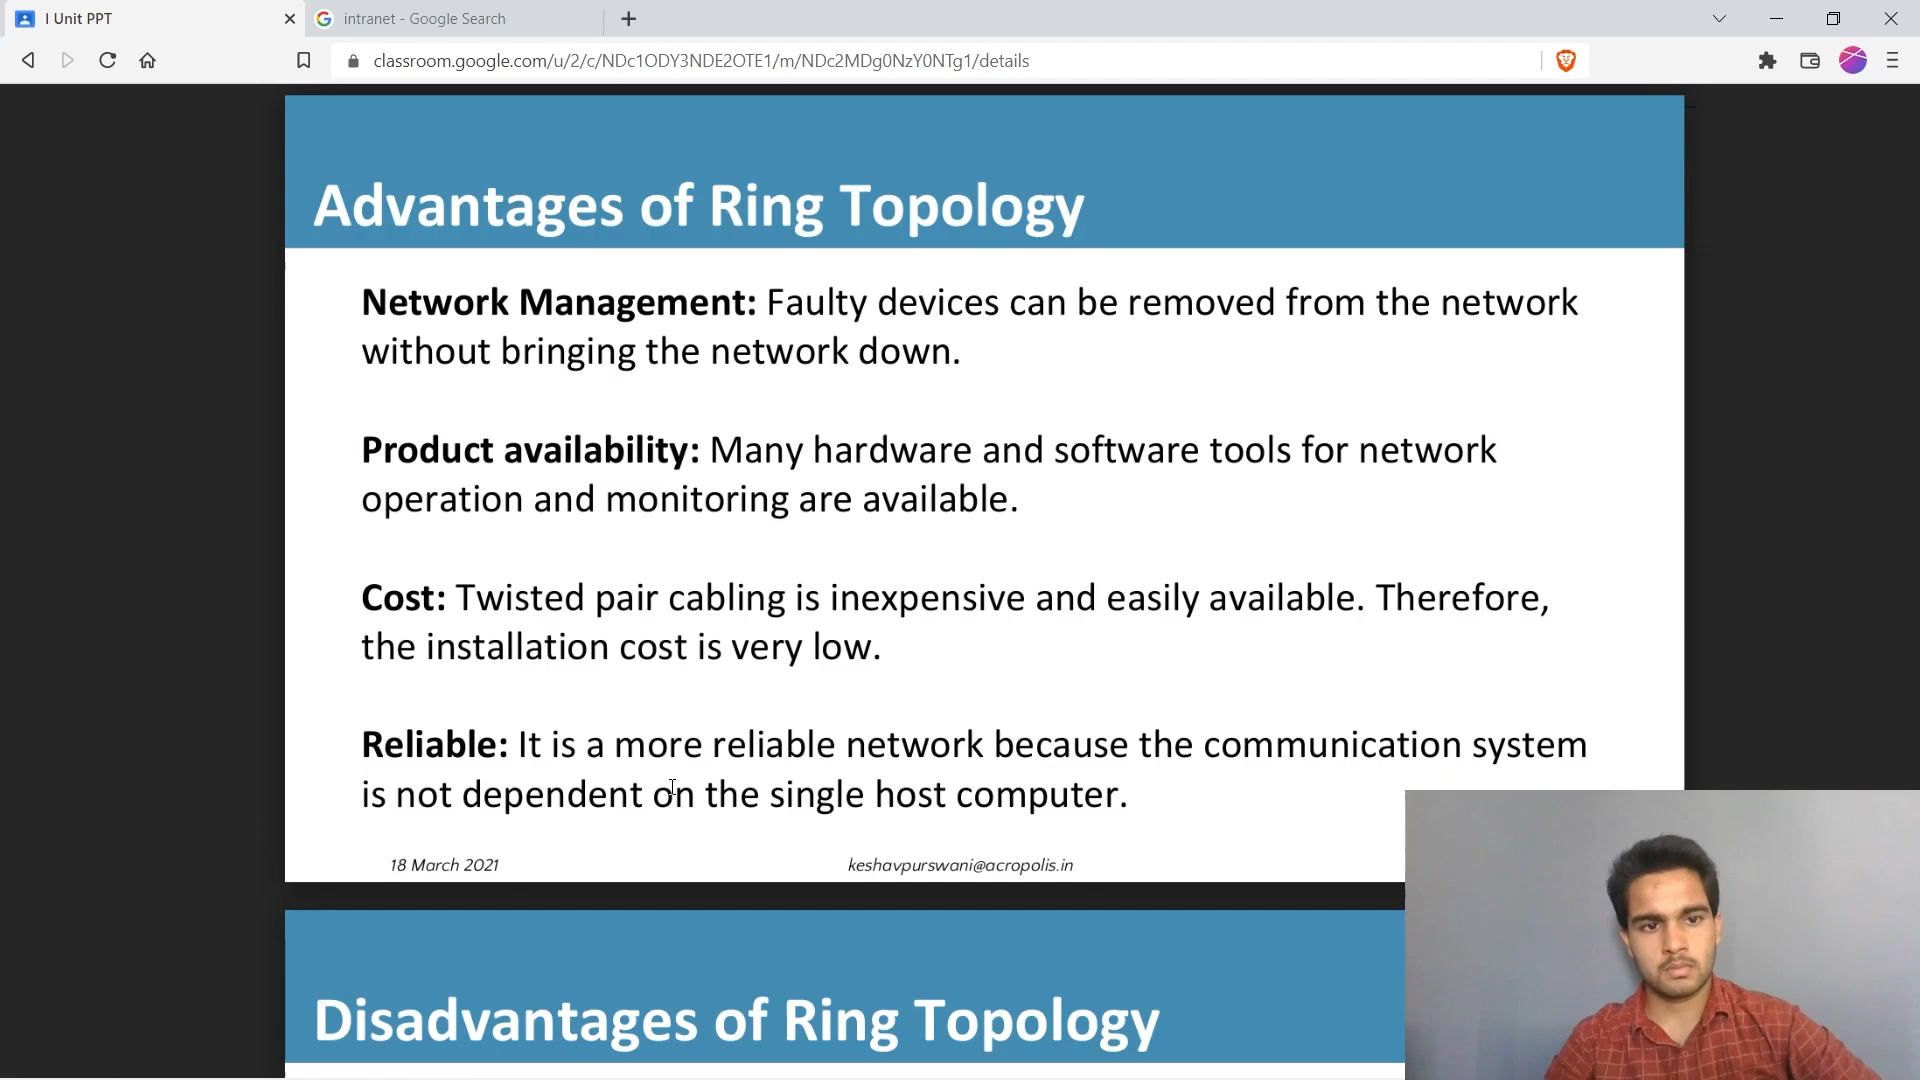 I Unit PPT
intranet - Google Search
classroom.google.com/u/2/c/NDc1ODY3NDE2OTE1/m/NDc2MDg0NzY0NTg1/details
Advantages of Ring Topology
Network Management: Faulty devices can be removed from the network
without bringing the network down.
Product availability: Many hardware and software tools for network
operation and monitoring are available.
Cost: Twisted pair cabling is inexpensive and easily available. Therefore,
the installation cost is very low.
Reliable: It is a more reliable network because the communication system
is not dependent on the single host computer.
18 March 2021
keshavpurswani@acropolis.in
Disadvantages of Ring Topology